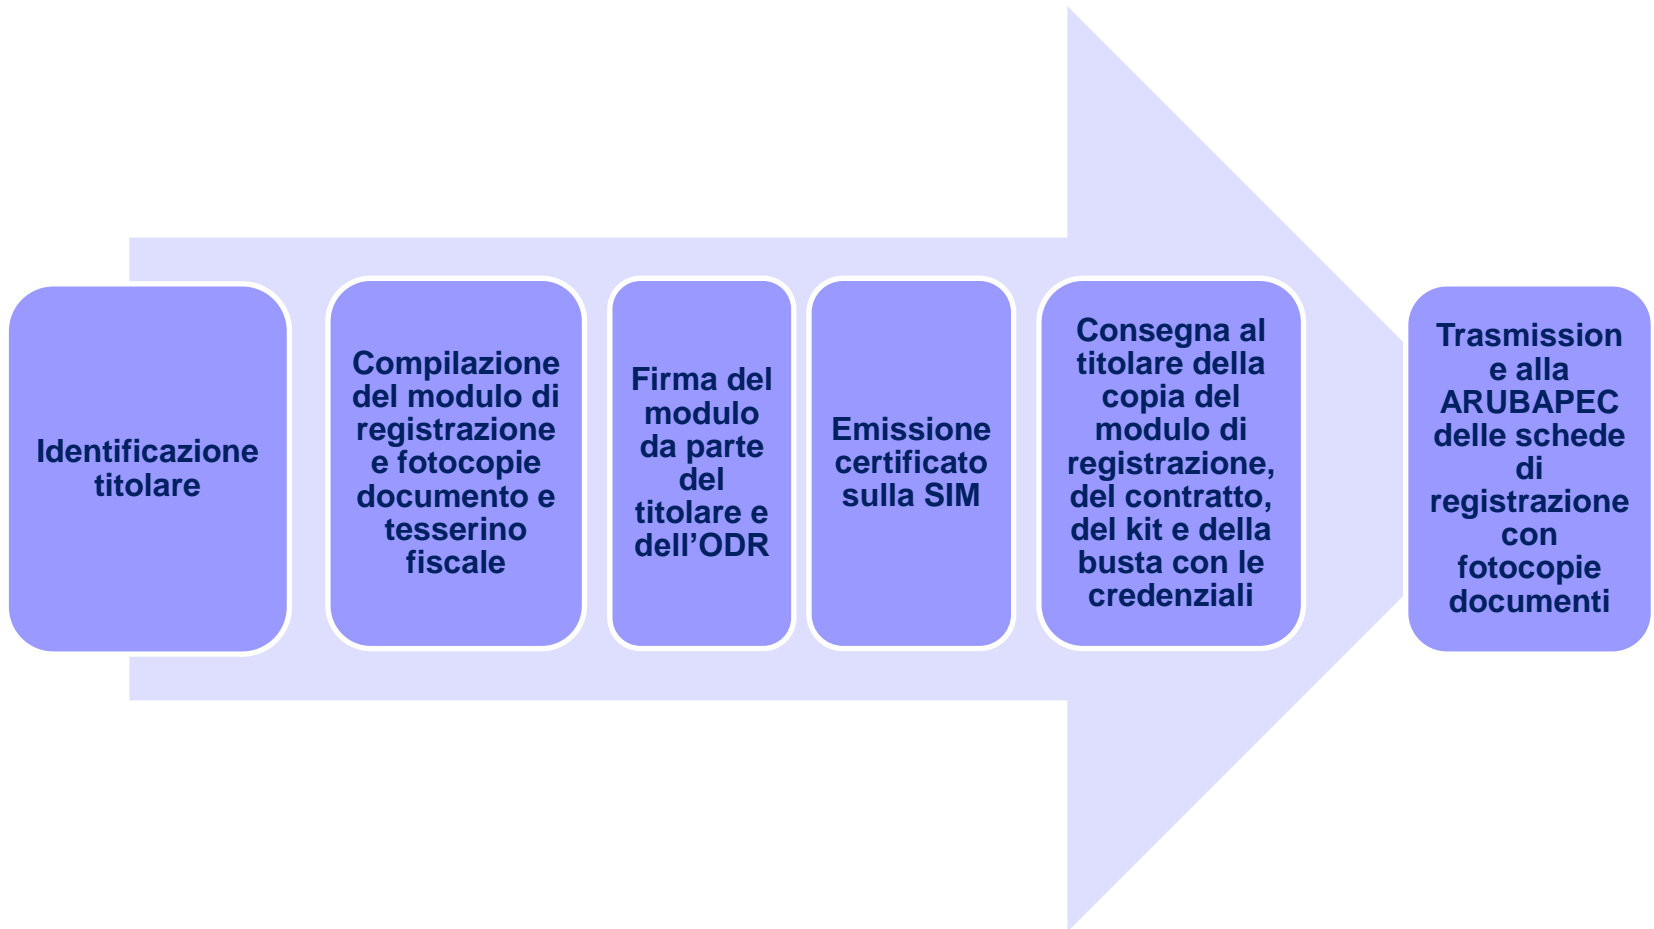 Identificazione
titolare
Compilazione
del modulo di
registrazione
e fotocopie
documento e
tesserino
fiscale
Firma del
modulo
da parte
del
titolare e
dell’ODR
Emissione
certificato
sulla SIM
Consegna al
titolare della
copia del
modulo di
registrazione,
del contratto,
del kit e della
busta con le
credenziali
Trasmission
e alla
ARUBAPEC
delle schede
di
registrazione
con
fotocopie
documenti